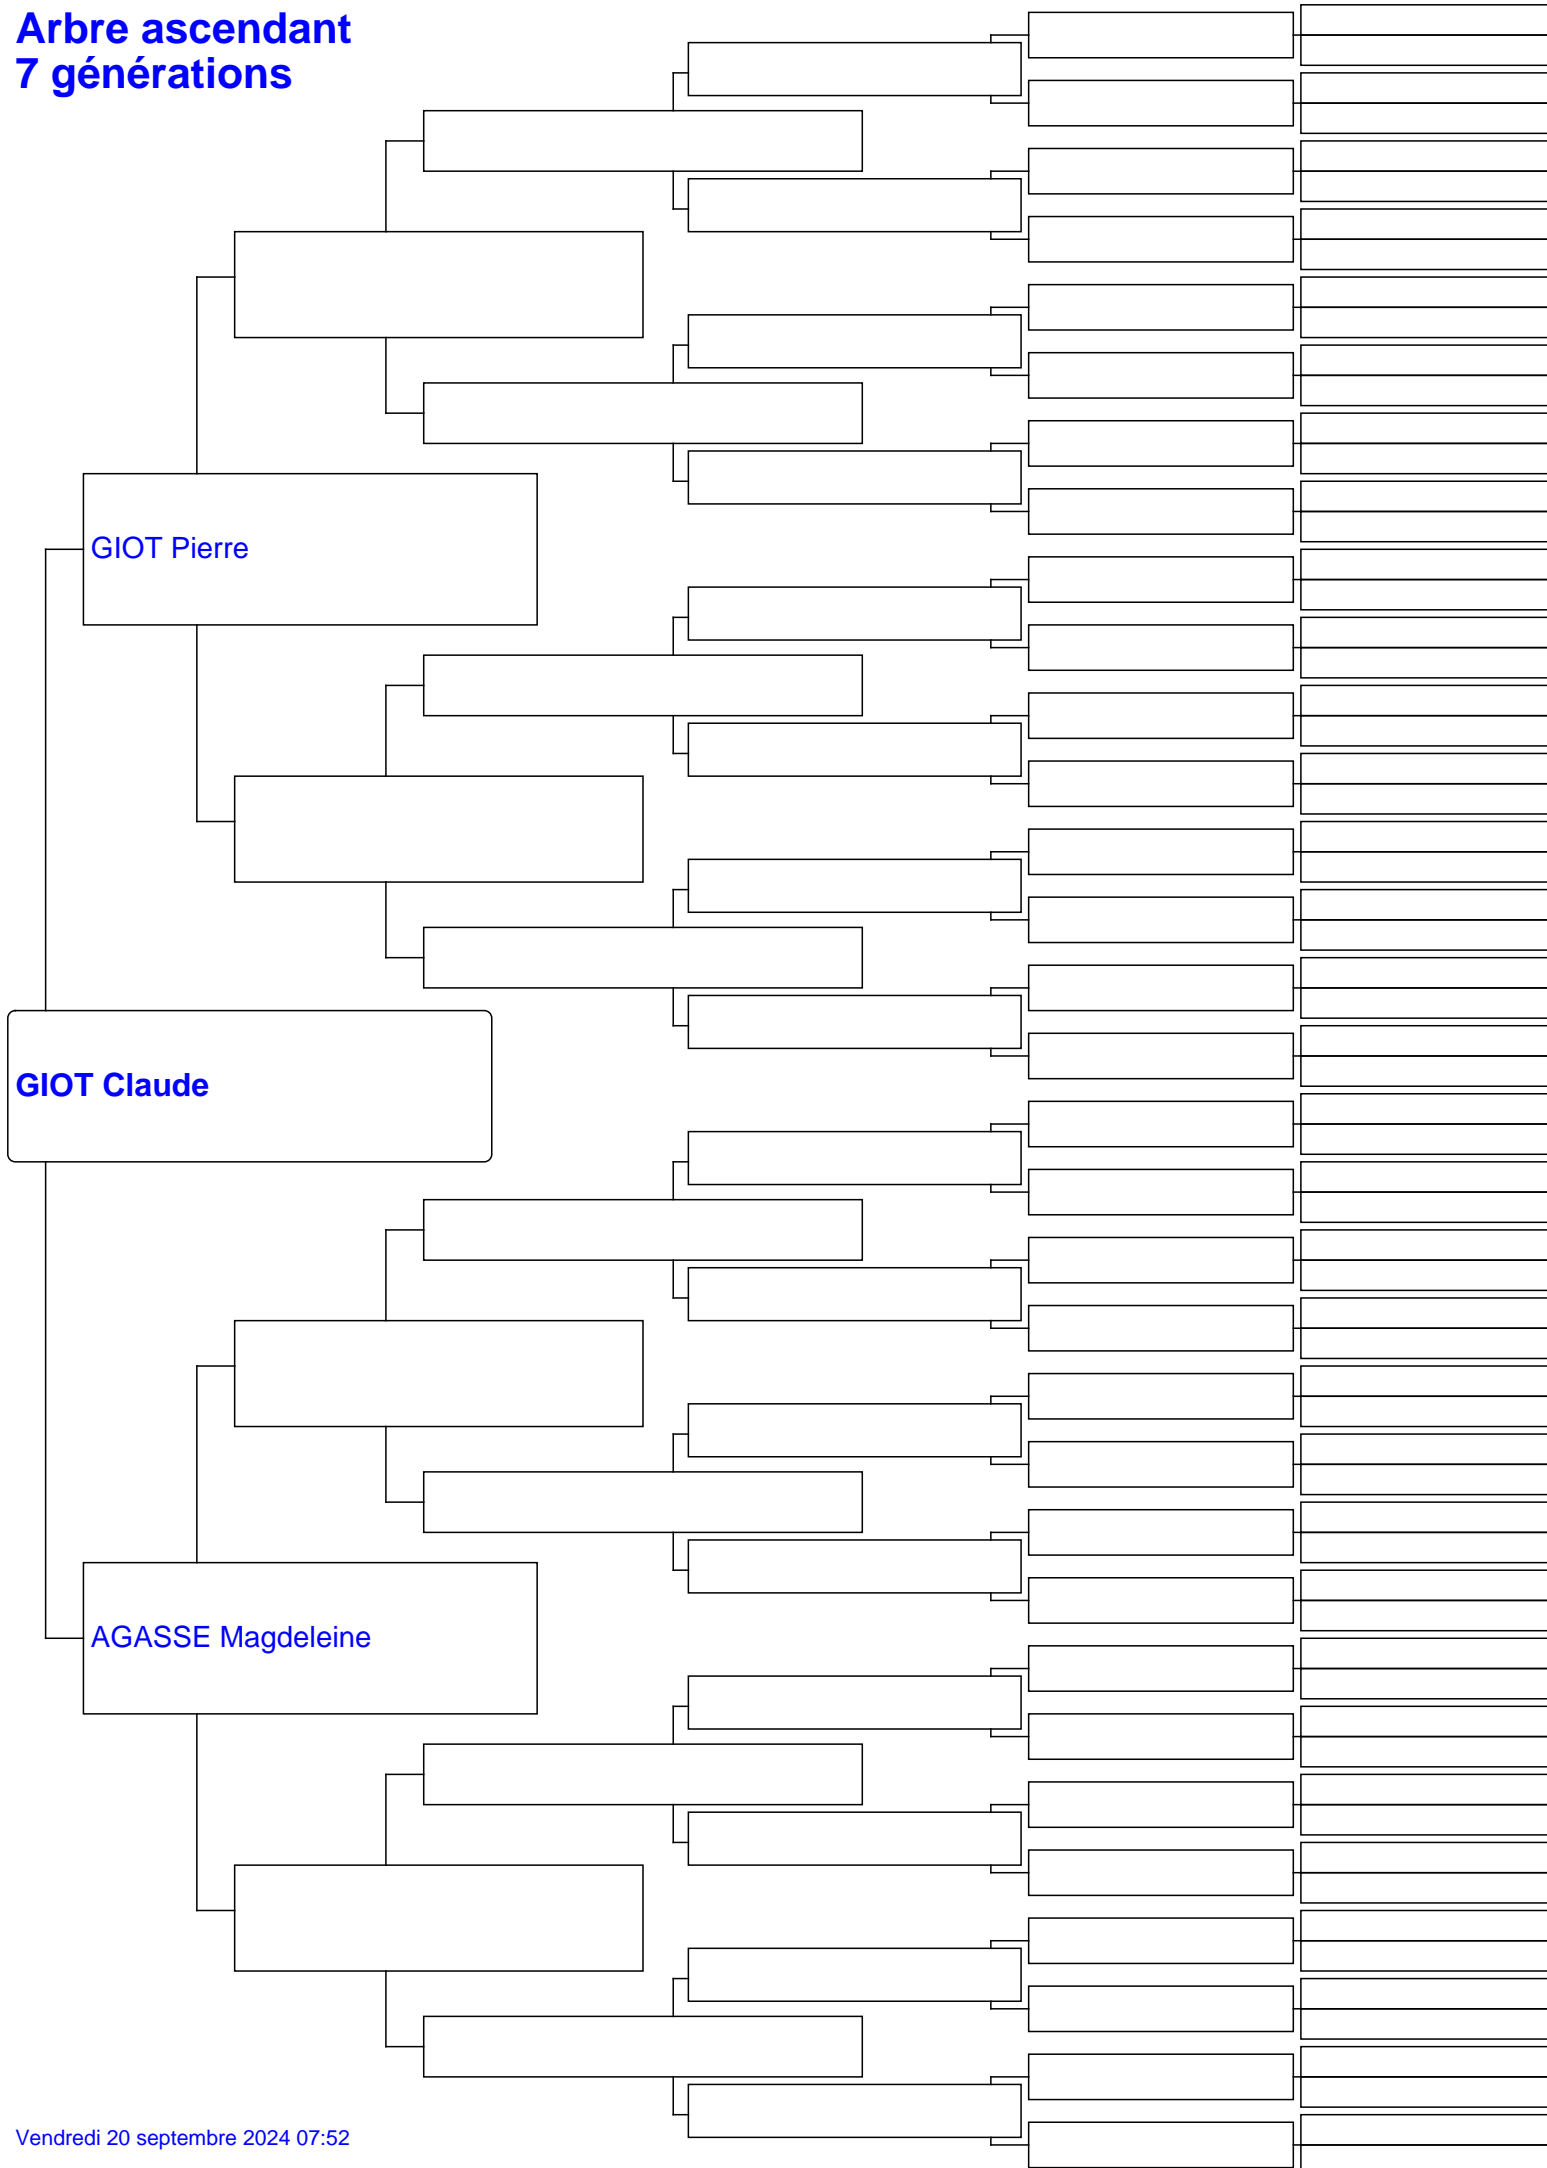 Arbre ascendant
7 générations
GIOT Pierre
GIOT Claude
AGASSE Magdeleine
Vendredi 20 septembre 2024 07:52